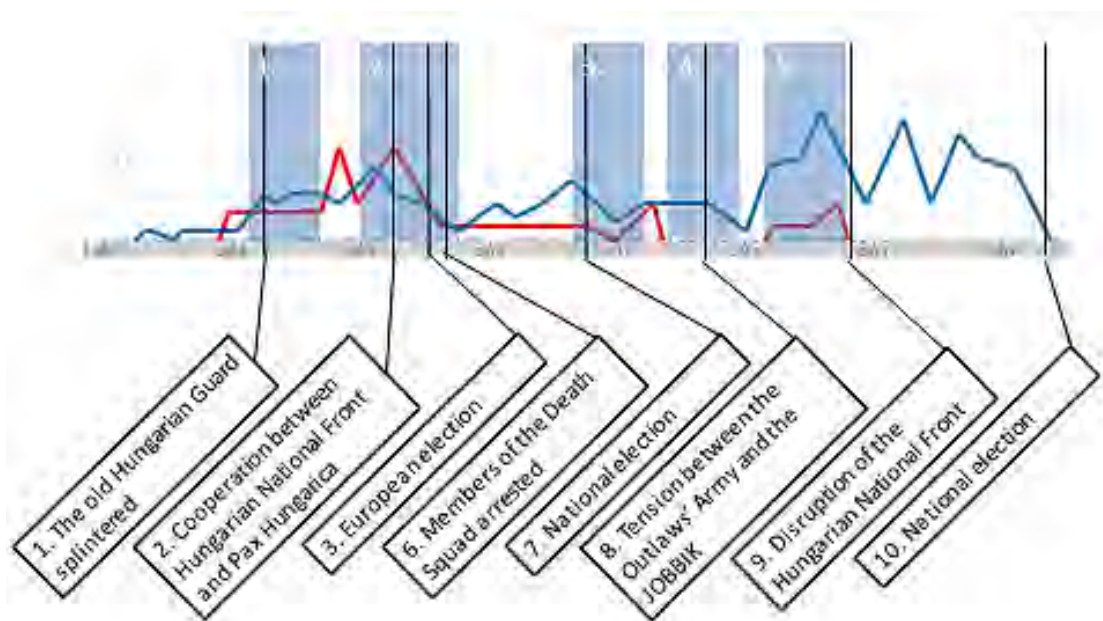 1. The old Hungarian Guard
splintered
2. Cooperation between
Hungarian National Front
and Pax Hungarica
3. European election
6. Members of the Death
Squad arrested
7. National election
8. Tension between the
Outlaws' Army and the
JOBBIK
9. Disruption of the
Hungarian National Front
10. National election